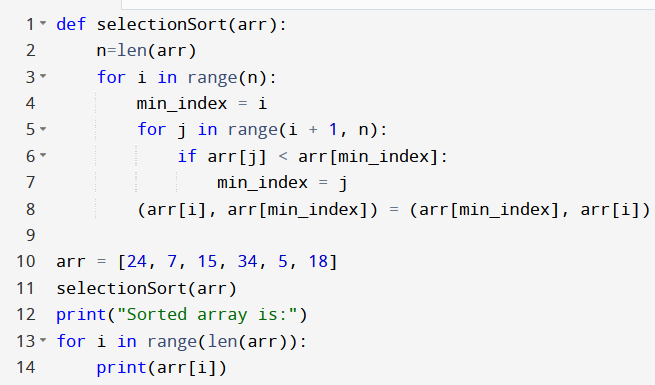 1 def selectionSort(arr):
2     n=len(arr)
3     for i in range(n):
4         min_index = i
5         for j in range(i + 1, n):
6             if arr[j] < arr[min_index]:
7                 min_index = j
8         (arr[i], arr[min_index]) = (arr[min_index], arr[i])
9
10 arr = [24, 7, 15, 34, 5, 18]
11 selectionSort(arr)
12 print("Sorted array is:")
13 for i in range(len(arr)):
14     print(arr[i])